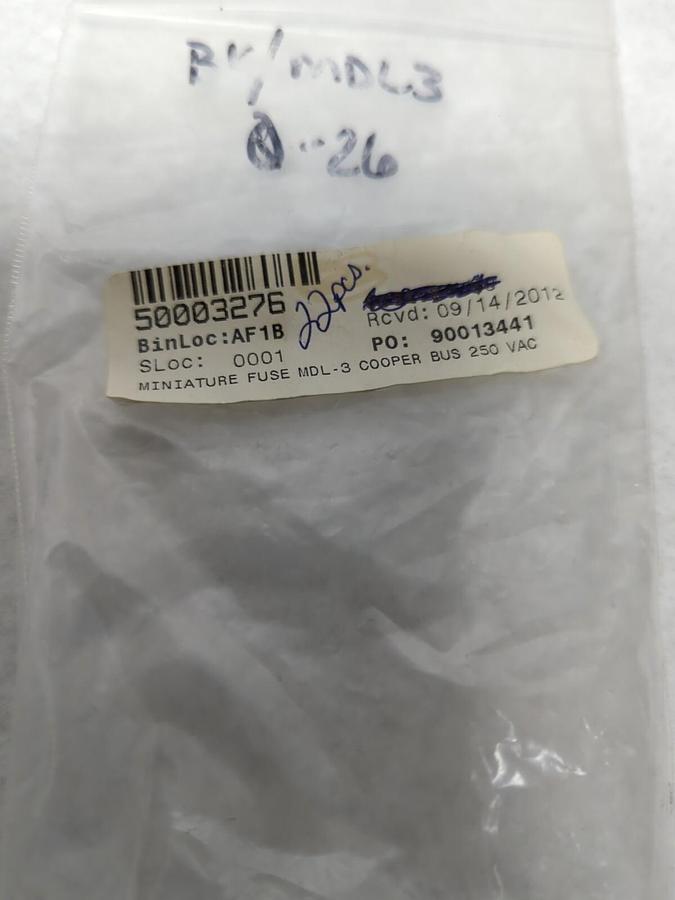 BK/MDL3
-26
50003276
22pcs.
Rcvd: 09/14/2012
BinLoc:AF1B
PO: 90013441
SLoc: 0001
MINIATURE FUSE MDL-3 COOPER BUS 250 VAC